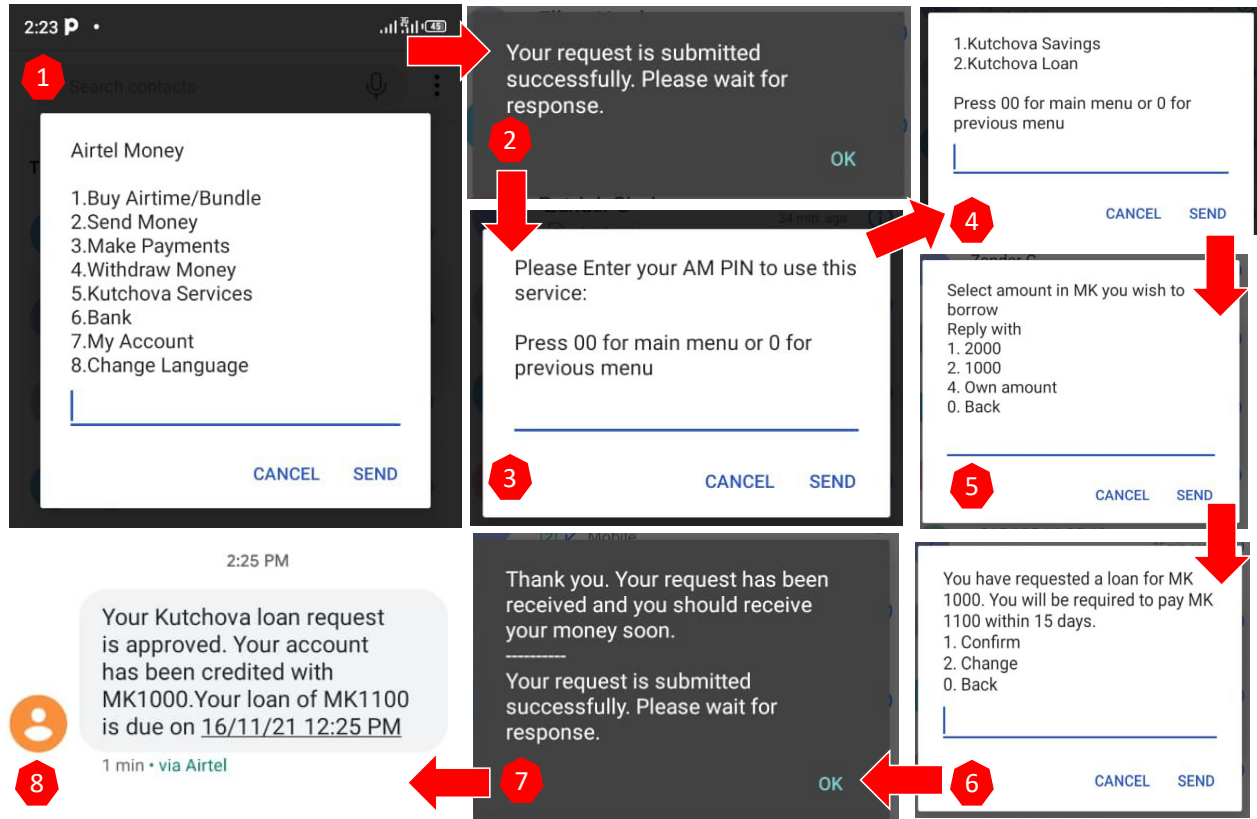 2:23
45
1
Search contacts
Airtel Money
1.Buy Airtime/Bundle
2.Send Money
3.Make Payments
4.Withdraw Money
5.Kutchova Services
6.Bank
7.My Account
8.Change Language
CANCEL SEND
Your request is submitted
successfully. Please wait for
response.
2
OK
24 min. ago
Please Enter your AM PIN to use this
service:
Press 00 for main menu or 0 for
previous menu
3
CANCEL SEND
1.Kutchova Savings
2.Kutchova Loan
Press 00 for main menu or 0 for
previous menu
4
CANCEL SEND
Select amount in MK you wish to
borrow
Reply with
1. 2000
2. 1000
4. Own amount
0. Back
5
CANCEL SEND
You have requested a loan for MK
1000. You will be required to pay MK
1100 within 15 days.
1. Confirm
2. Change
0. Back
6
CANCEL SEND
Mobile
Thank you. Your request has been
received and you should receive
your money soon.
----------
Your request is submitted
successfully. Please wait for
response.
7
OK
2:25 PM
Your Kutchova loan request
is approved. Your account
has been credited with
MK1000.Your loan of MK1100
is due on 16/11/21 12:25 PM
1 min • via Airtel
8